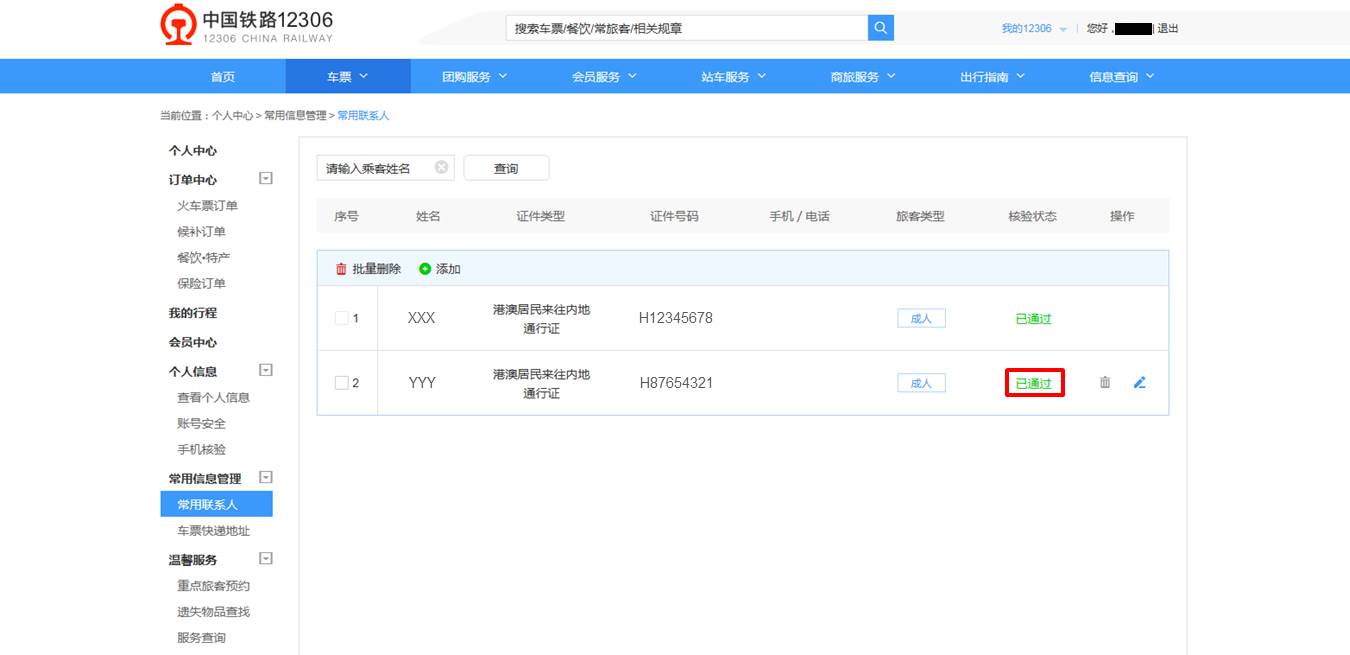 中国铁路12306
12306 CHINA RAILWAY
搜索车票/餐饮/常旅客/相关规章
我的12306 | 您好, | 退出
首页 车票 团购服务 会员服务 站车服务 商旅服务 出行指南 信息查询
当前位置：个人中心 > 常用信息管理 > 常用联系人
个人中心
订单中心
火车票订单
候补订单
餐饮•特产
保险订单
我的行程
会员中心
个人信息
查看个人信息
账号安全
手机核验
常用信息管理
常用联系人
车票快递地址
温馨服务
重点旅客预约
遗失物品查找
服务查询
请输入乘客姓名 查询
序号 姓名 证件类型 证件号码 手机 / 电话 旅客类型 核验状态 操作
批量删除 添加
1 XXX 港澳居民来往内地
通行证 H12345678 成人 已通过
2 YYY 港澳居民来往内地
通行证 H87654321 成人 已通过